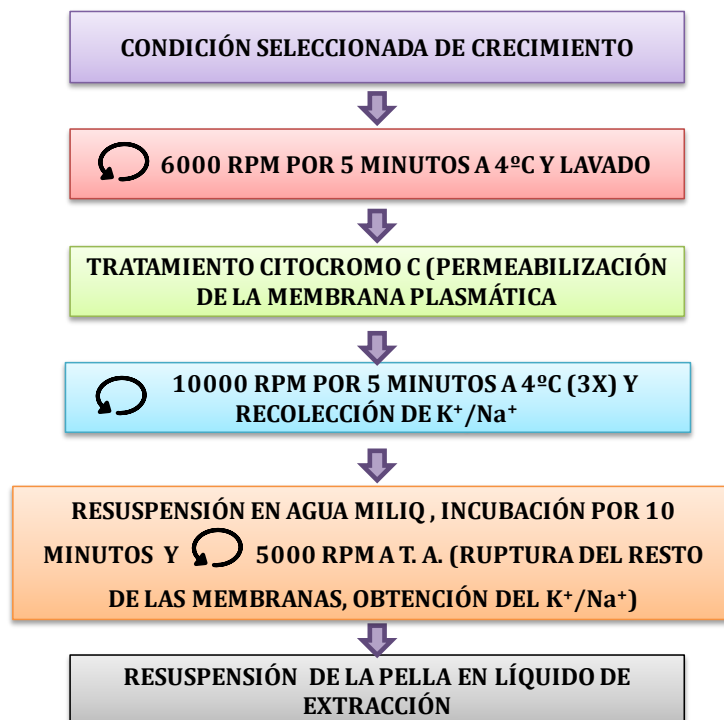 CONDICIÓN SELECCIONADA DE CRECIMIENTO
6000 RPM POR 5 MINUTOS A 4ºC Y LAVADO
TRATAMIENTO CITOCROMO C (PERMEABILIZACIÓN
DE LA MEMBRANA PLASMÁTICA
10000 RPM POR 5 MINUTOS A 4ºC (3X) Y
RECOLECCIÓN DE K⁺/Na⁺
RESUSPENSIÓN EN AGUA MILIQ , INCUBACIÓN POR 10
MINUTOS Y 5000 RPM A T. A. (RUPTURA DEL RESTO
DE LAS MEMBRANAS, OBTENCIÓN DEL K⁺/Na⁺)
RESUSPENSIÓN DE LA PELLA EN LÍQUIDO DE
EXTRACCIÓN